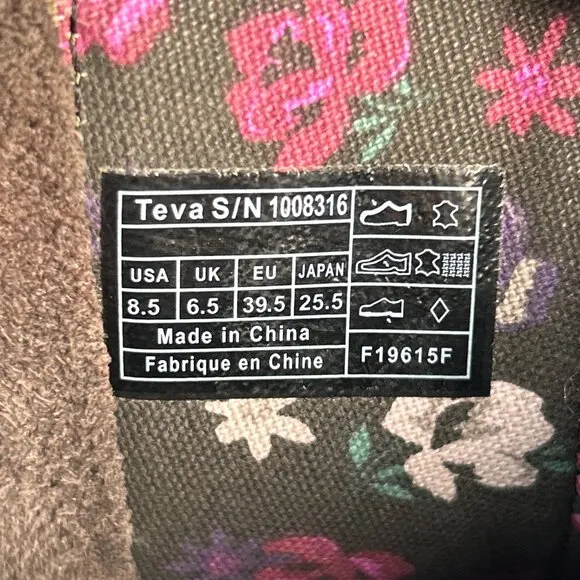 Teva S/N 1008316
USA UK EU JAPAN
8.5 6.5 39.5 25.5
Made in China
Fabrique en Chine
F19615F